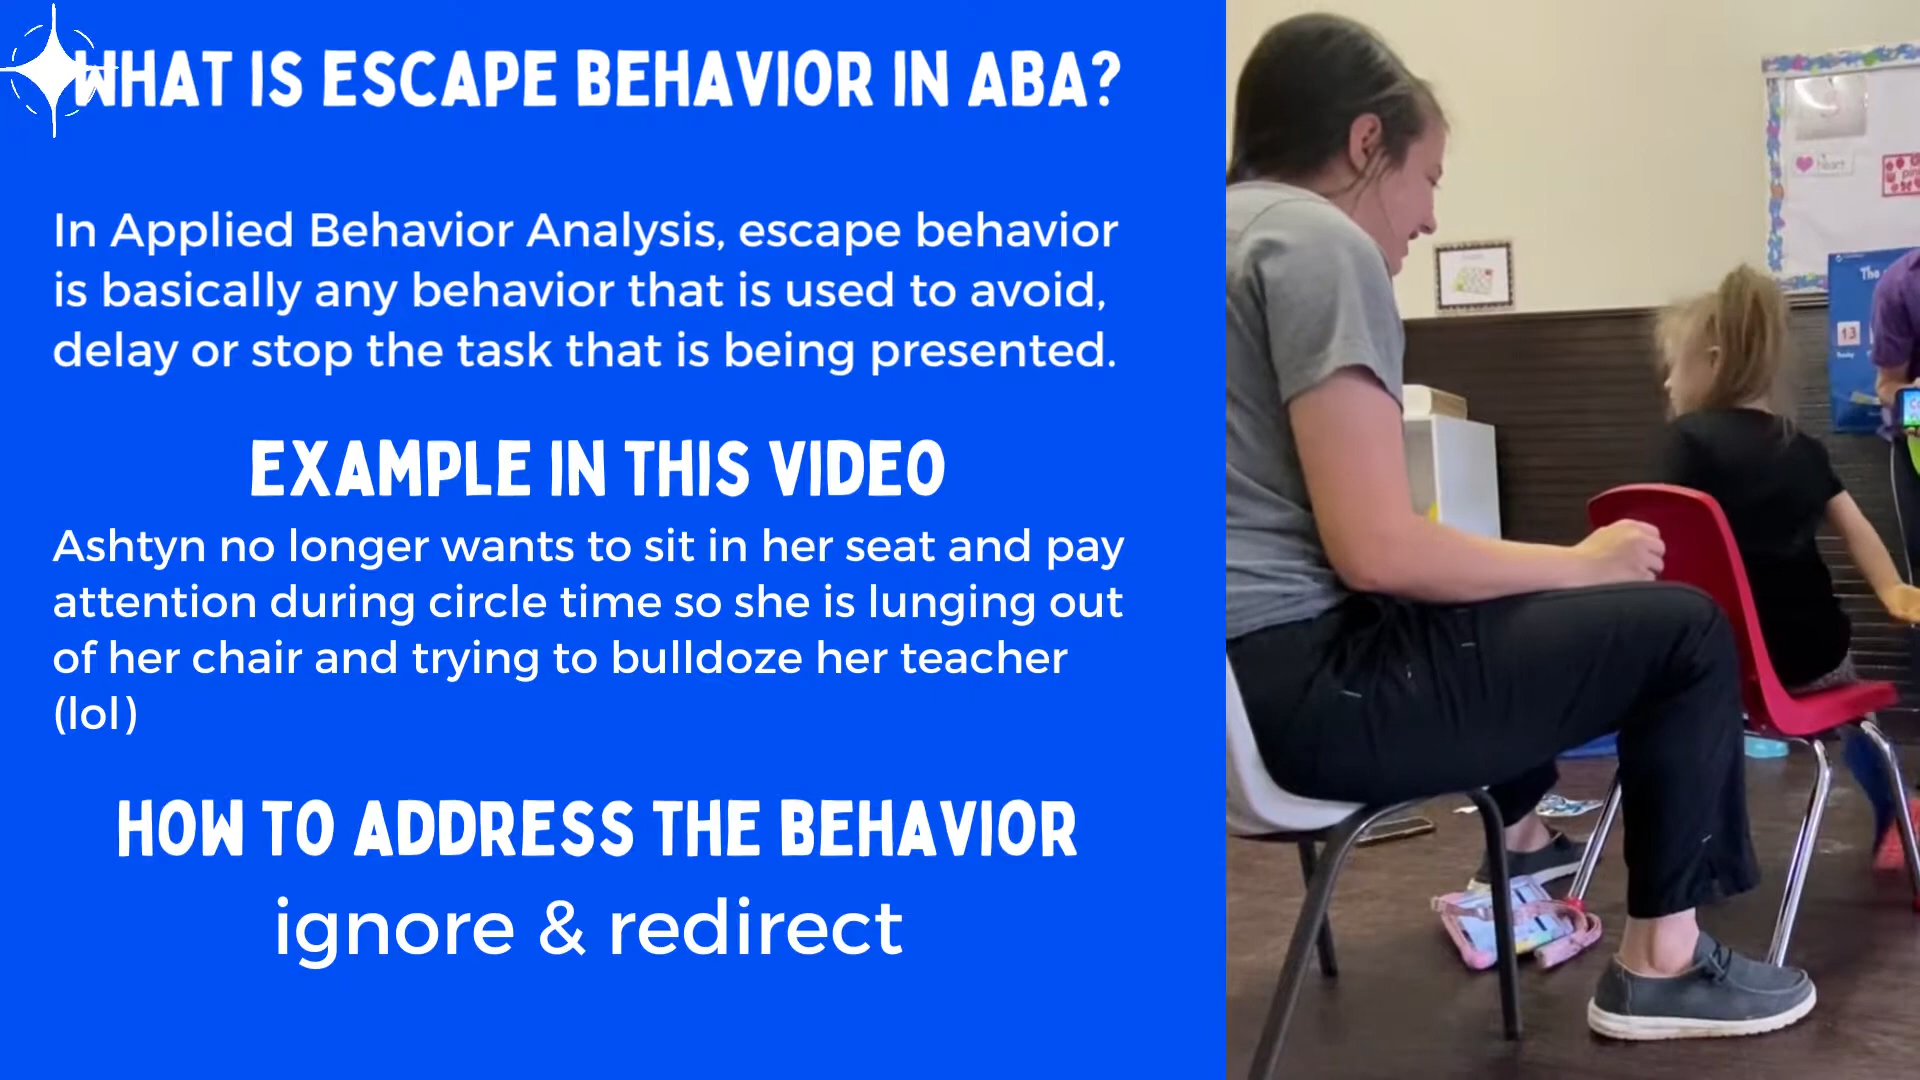 WHAT IS ESCAPE BEHAVIOR IN ABA?
In Applied Behavior Analysis, escape behavior
is basically any behavior that is used to avoid,
delay or stop the task that is being presented.
EXAMPLE IN THIS VIDEO
Ashtyn no longer wants to sit in her seat and pay
attention during circle time so she is lunging out
of her chair and trying to bulldoze her teacher
(lol)
HOW TO ADDRESS THE BEHAVIOR
ignore & redirect
heart
The
13